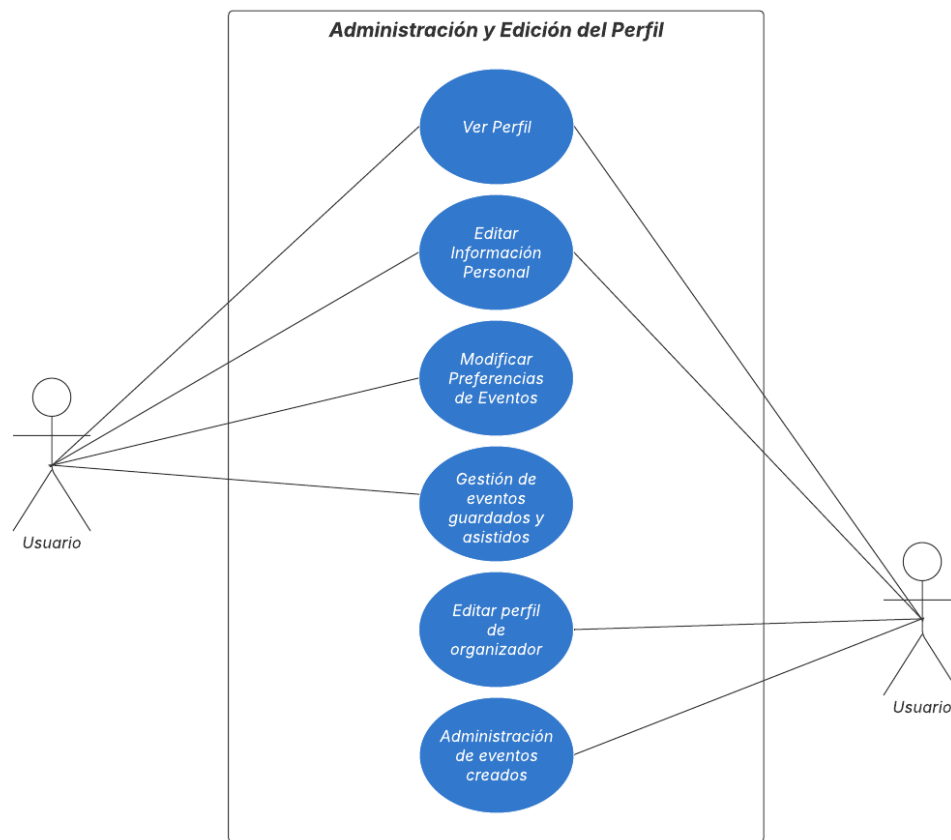 Administración y Edición del Perfil
Ver Perfil
Editar
Información
Personal
Modificar
Preferencias
de Eventos
Gestión de
eventos
guardados y
asistidos
Usuario
Editar perfil
de
organizador
Usuario
Administración
de eventos
creados